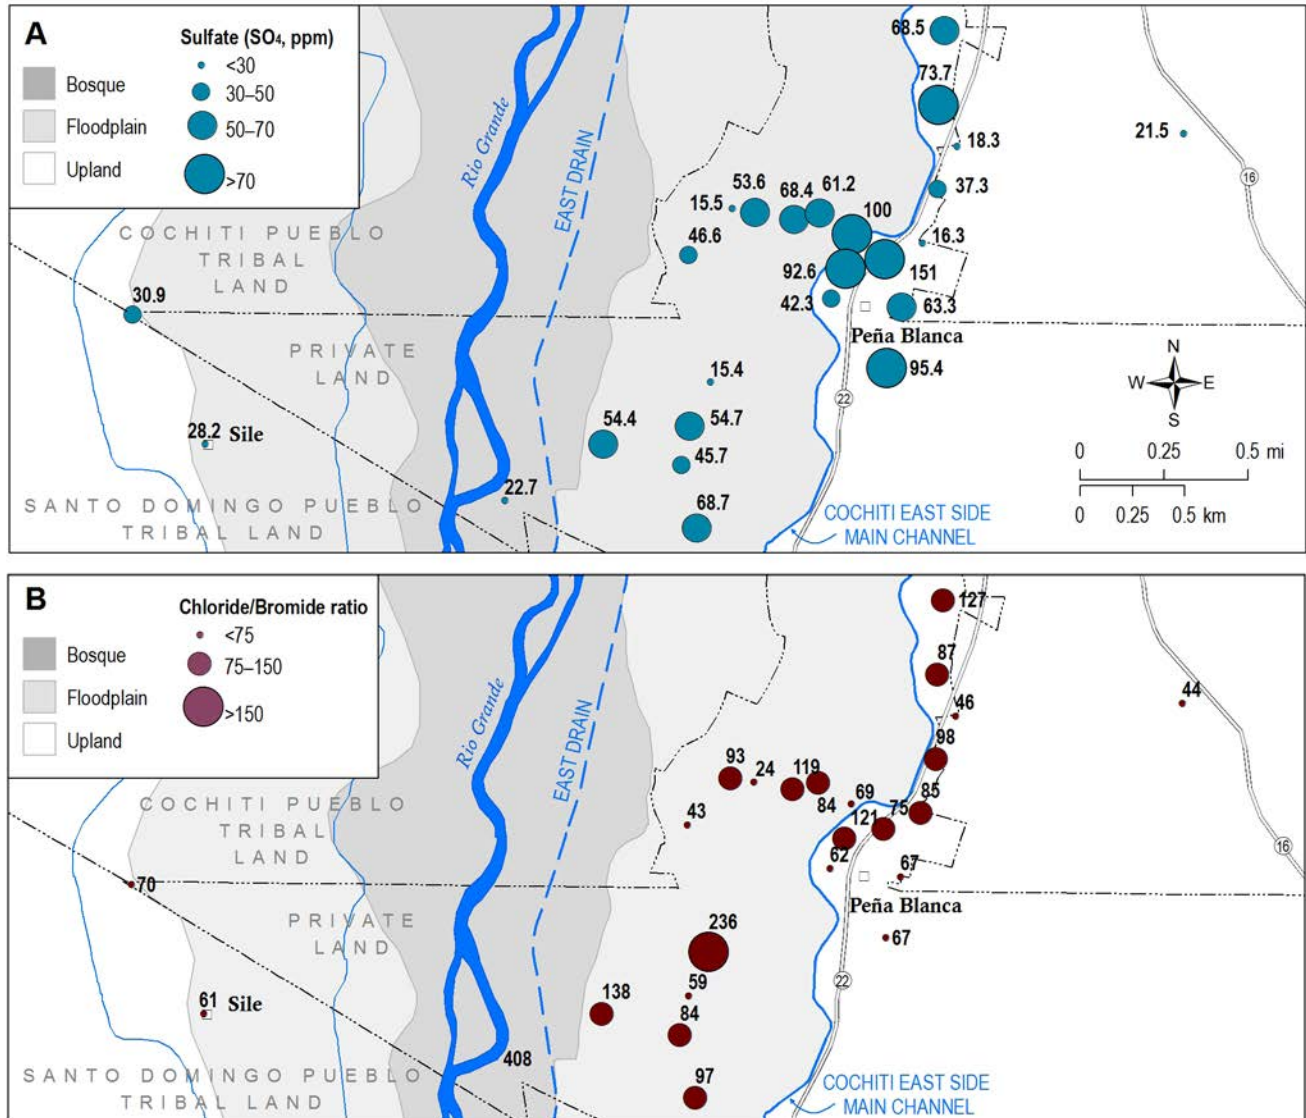 A
Sulfate (SO₄, ppm)
Bosque
Floodplain
Upland
<30
30–50
50–70
>70
Rio Grande
EAST DRAIN
COCHITI PUEBLO
TRIBAL
LAND
PRIVATE
LAND
SANTO DOMINGO PUEBLO
TRIBAL LAND
Sile
Peña Blanca
COCHITI EAST SIDE
MAIN CHANNEL
68.5
73.7
18.3
21.5
16
37.3
15.5
53.6
68.4
61.2
100
16.3
46.6
92.6
151
42.3
63.3
30.9
95.4
15.4
22
54.4
54.7
28.2
45.7
22.7
68.7
N
W
E
S
0
0.25
0.5 mi
0
0.25
0.5 km
B
Chloride/Bromide ratio
Bosque
Floodplain
Upland
<75
75–150
>150
Rio Grande
EAST DRAIN
COCHITI PUEBLO
TRIBAL
LAND
PRIVATE
LAND
SANTO DOMINGO PUEBLO
TRIBAL LAND
Sile
Peña Blanca
COCHITI EAST SIDE
MAIN CHANNEL
127
87
46
44
98
93
24
119
84
69
85
75
121
43
16
62
67
70
67
236
22
59
138
84
61
408
97